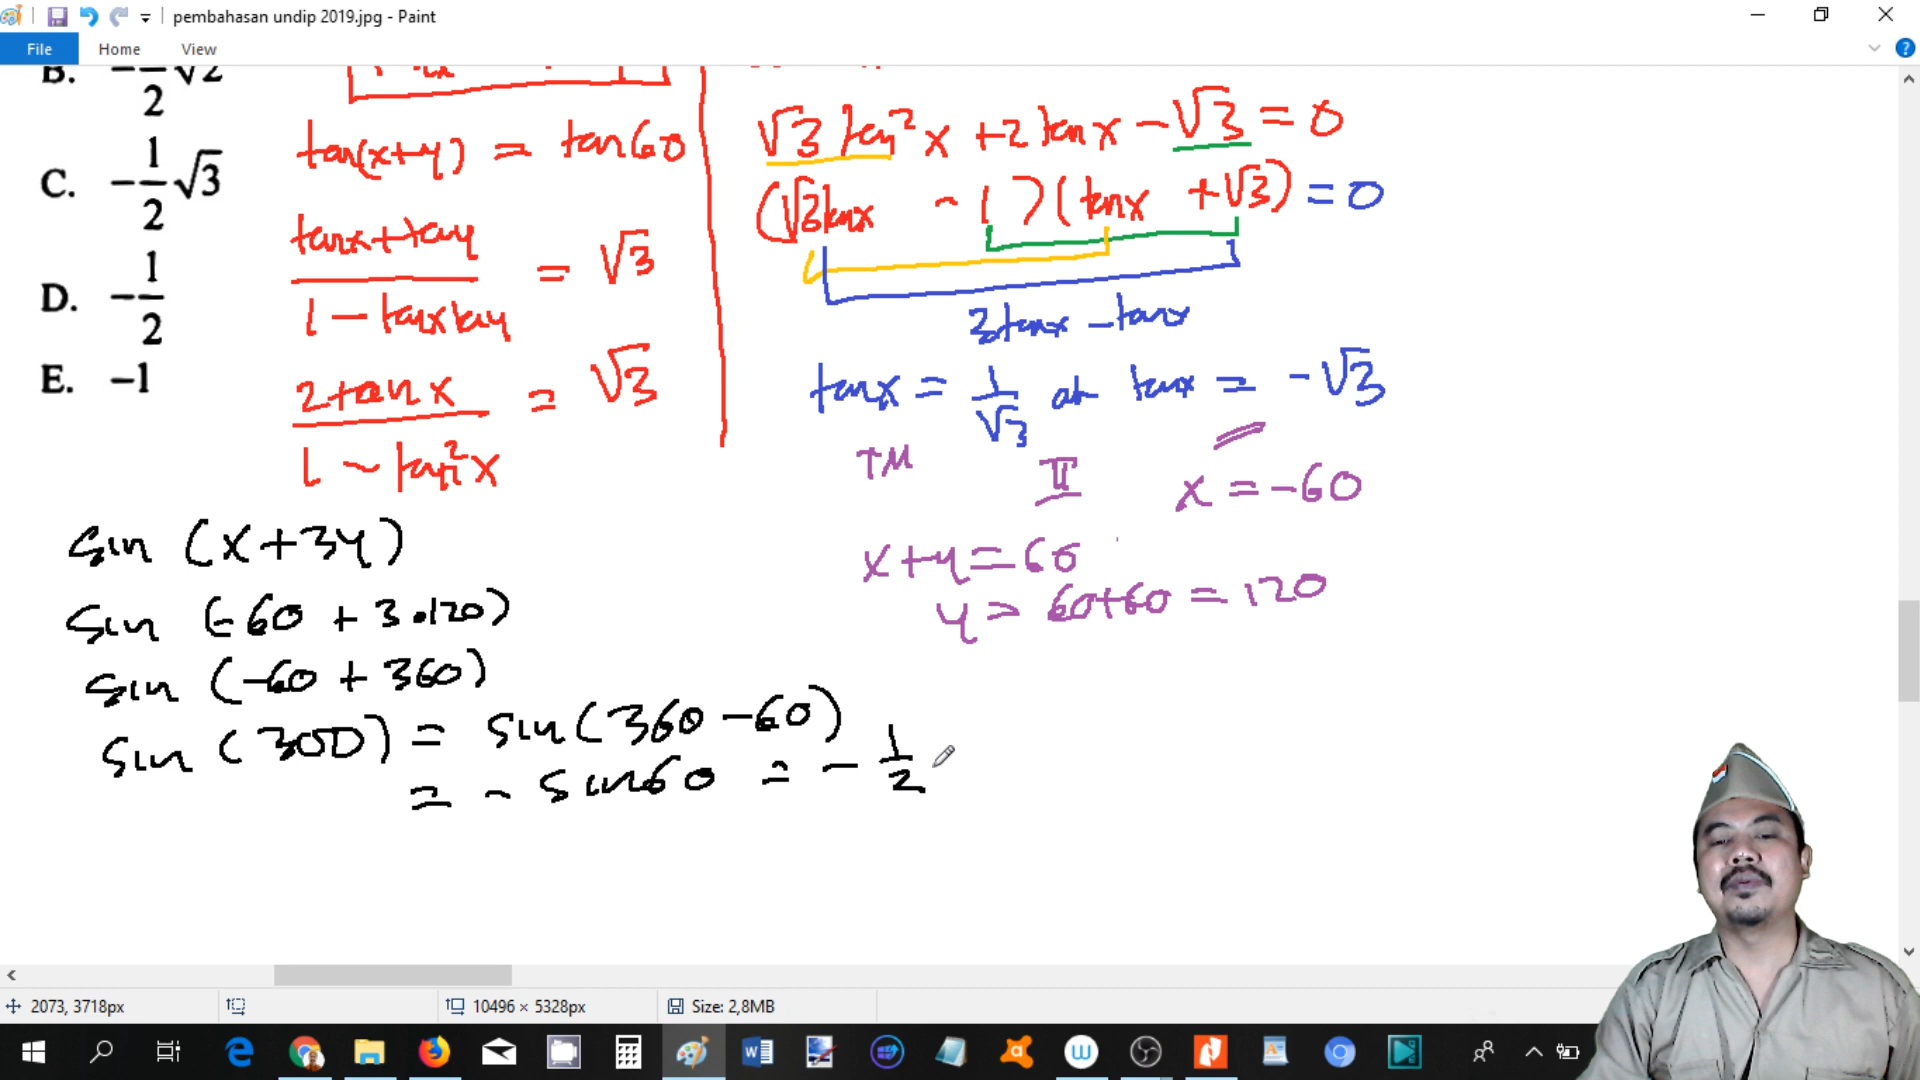 pembahasan undip 2019.jpg - Paint
File Home View
B. -1/2√2
C. -1/2√3
D. -1/2
E. -1
tan(x+y) = tan60
tanx+tany / 1-tanxtany = √3
2tanx / 1-tan²x = √3
√3 tan²x +2tanx -√3 = 0
(√3tanx - 1)(tanx +√3) = 0
3tanx - tanx
tanx = 1/√3 at tanx = -√3
TM II x = -60
x+y=60
y = 60+60 = 120
sin (x+3y)
sin (-60 + 3.120)
sin (-60 + 360)
sin (300) = sin(360-60)
= - sin60 = - 1/2
2073, 3718px 10496 × 5328px Size: 2,8MB